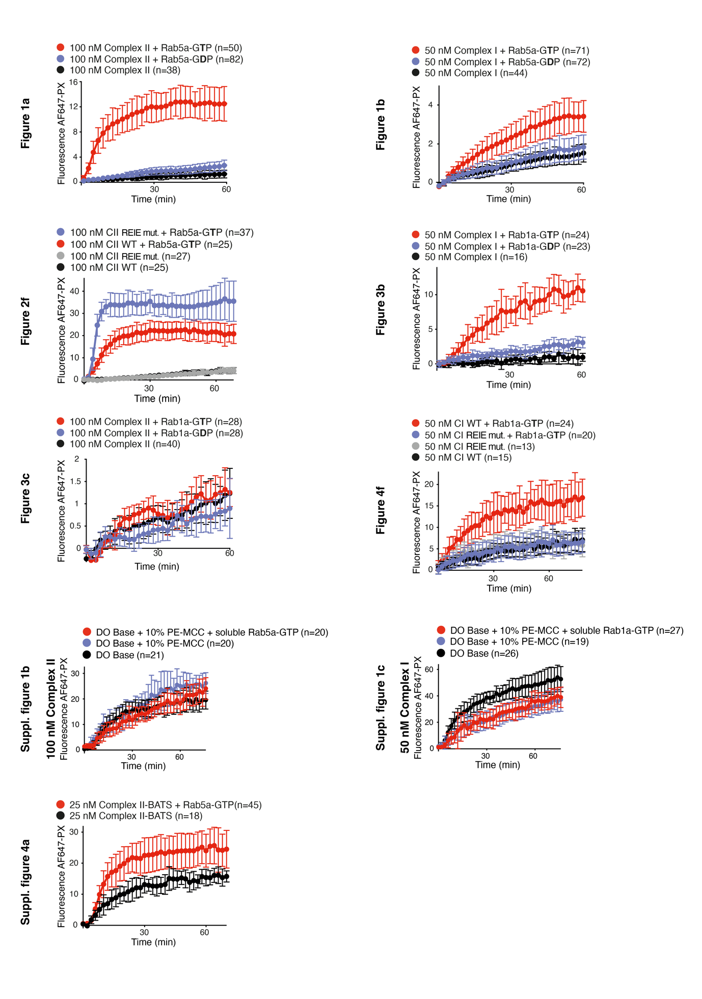 Figure 1a
100 nM Complex II + Rab5a-GTP (n=50)
100 nM Complex II + Rab5a-GDP (n=82)
100 nM Complex II (n=38)
Fluorescence AF647-PX
16
12
8
4
0
30
60
Time (min)
Figure 1b
50 nM Complex I + Rab5a-GTP (n=71)
50 nM Complex I + Rab5a-GDP (n=72)
50 nM Complex I (n=44)
Fluorescence AF647-PX
4
2
0
30
60
Time (min)
Figure 2f
100 nM CII REIE mut. + Rab5a-GTP (n=37)
100 nM CII WT + Rab5a-GTP (n=25)
100 nM CII REIE mut. (n=27)
100 nM CII WT (n=25)
Fluorescence AF647-PX
40
30
20
10
0
30
60
Time (min)
Figure 3b
50 nM Complex I + Rab1a-GTP (n=24)
50 nM Complex I + Rab1a-GDP (n=23)
50 nM Complex I (n=16)
Fluorescence AF647-PX
10
5
0
30
60
Time (min)
Figure 3c
100 nM Complex II + Rab1a-GTP (n=28)
100 nM Complex II + Rab1a-GDP (n=28)
100 nM Complex II (n=40)
Fluorescence AF647-PX
2
1.5
1
0.5
0
30
60
Time (min)
Figure 4f
50 nM CI WT + Rab1a-GTP (n=24)
50 nM CI REIE mut. + Rab1a-GTP (n=20)
50 nM CI REIE mut. (n=13)
50 nM CI WT (n=15)
Fluorescence AF647-PX
20
15
10
5
0
30
60
Time (min)
Suppl. figure 1b
100 nM Complex II
DO Base + 10% PE-MCC + soluble Rab5a-GTP (n=20)
DO Base + 10% PE-MCC (n=20)
DO Base (n=21)
Fluorescence AF647-PX
30
20
10
0
30
60
Time (min)
Suppl. figure 1c
50 nM Complex I
DO Base + 10% PE-MCC + soluble Rab1a-GTP (n=27)
DO Base + 10% PE-MCC (n=19)
DO Base (n=26)
Fluorescence AF647-PX
60
40
20
0
30
60
Time (min)
Suppl. figure 4a
25 nM Complex II-BATS + Rab5a-GTP(n=45)
25 nM Complex II-BATS (n=18)
Fluorescence AF647-PX
30
20
10
0
30
60
Time (min)